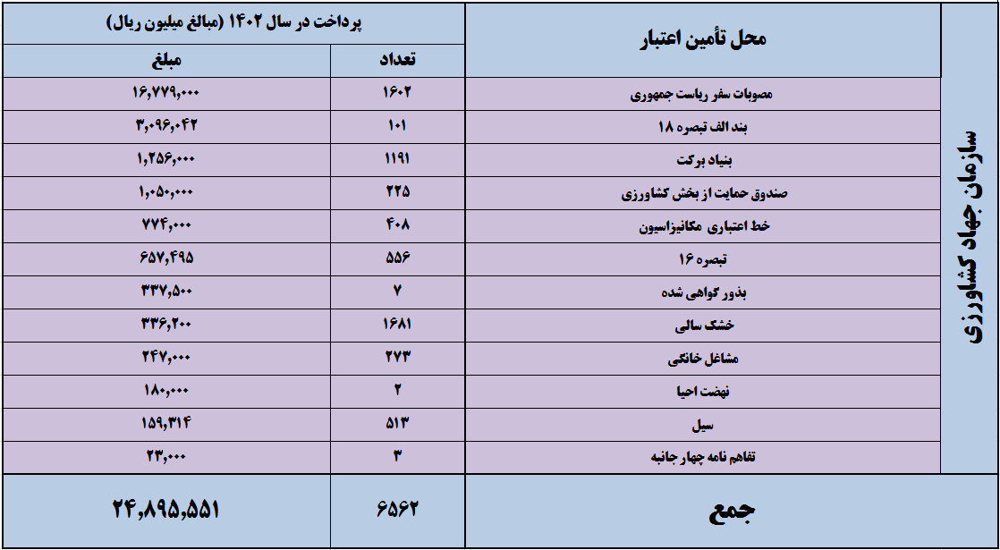 سازمان جهاد کشاورزی
محل تأمین اعتبار
پرداخت در سال ۱۴۰۲ (مبالغ میلیون ریال)
تعداد مبلغ
مصوبات سفر ریاست جمهوری ۱۶۰۲ ۱۶,۷۷۹,۰۰۰
بند الف تبصره ۱۸ ۱۰۱ ۳,۰۹۶,۰۴۲
بنیاد برکت ۱۱۹۱ ۱,۲۵۶,۰۰۰
صندوق حمایت از بخش کشاورزی ۲۲۵ ۱,۰۵۰,۰۰۰
خط اعتباری مکانیزاسیون ۴۰۸ ۷۷۴,۰۰۰
تبصره ۱۶ ۵۵۶ ۶۵۷,۴۹۵
بذور گواهی شده ۷ ۳۳۷,۵۰۰
خشک سالی ۱۶۸۱ ۳۳۶,۲۰۰
مشاغل خانگی ۲۷۳ ۲۴۷,۰۰۰
نهضت احیا ۲ ۱۸۰,۰۰۰
سیل ۵۱۳ ۱۵۹,۳۱۴
تفاهم نامه چهار جانبه ۳ ۲۳,۰۰۰
جمع ۶۵۶۲ ۲۴,۸۹۵,۵۵۱